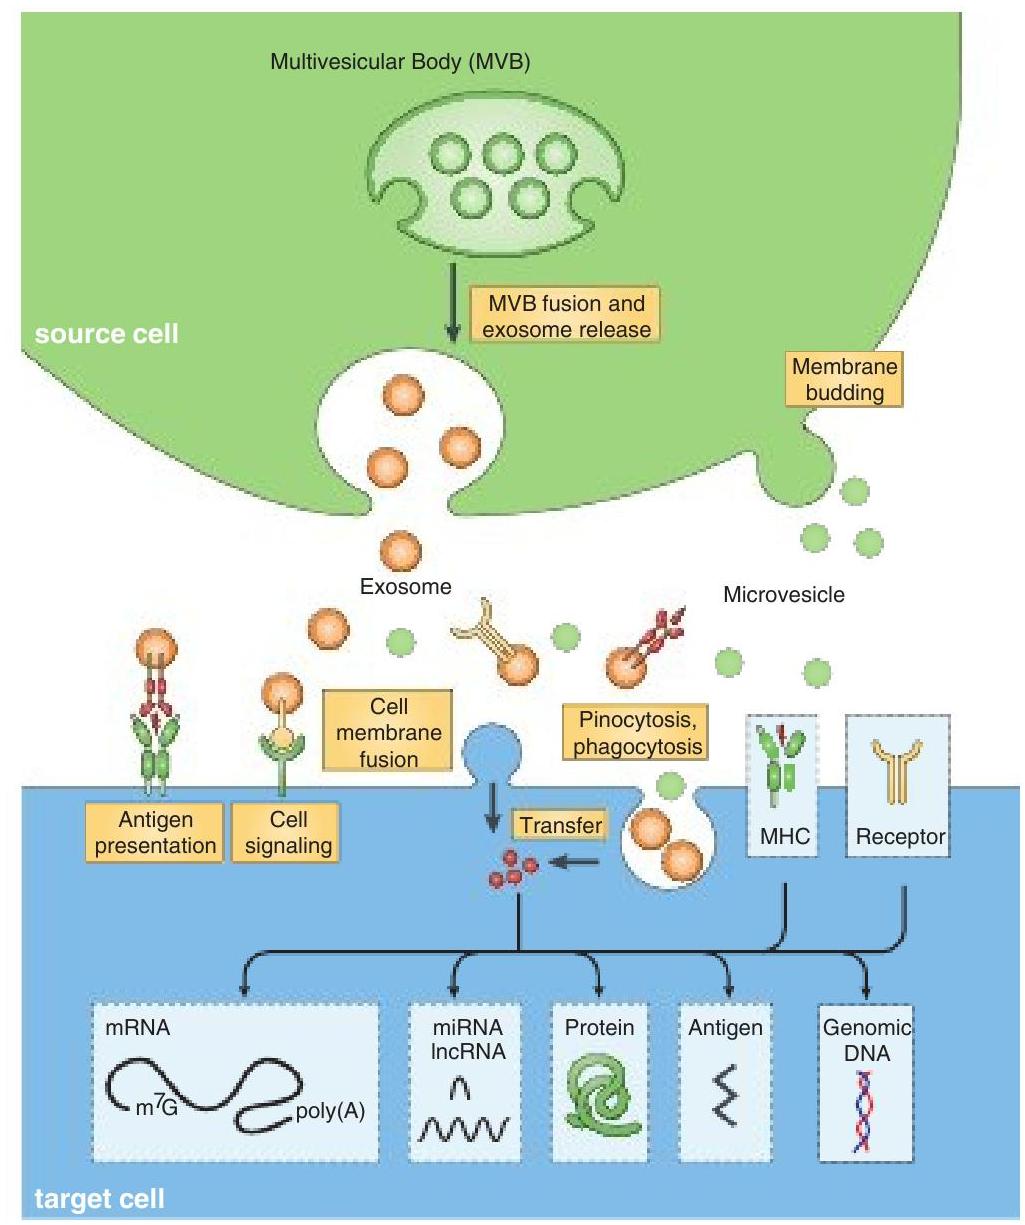 Multivesicular Body (MVB)
MVB fusion and
exosome release
source cell
Membrane
budding
Exosome
Microvesicle
Cell
membrane
fusion
Pinocytosis,
phagocytosis
Antigen
presentation
Cell
signaling
Transfer
MHC
Receptor
mRNA
m7G
poly(A)
miRNA
lncRNA
Protein
Antigen
Genomic
DNA
target cell